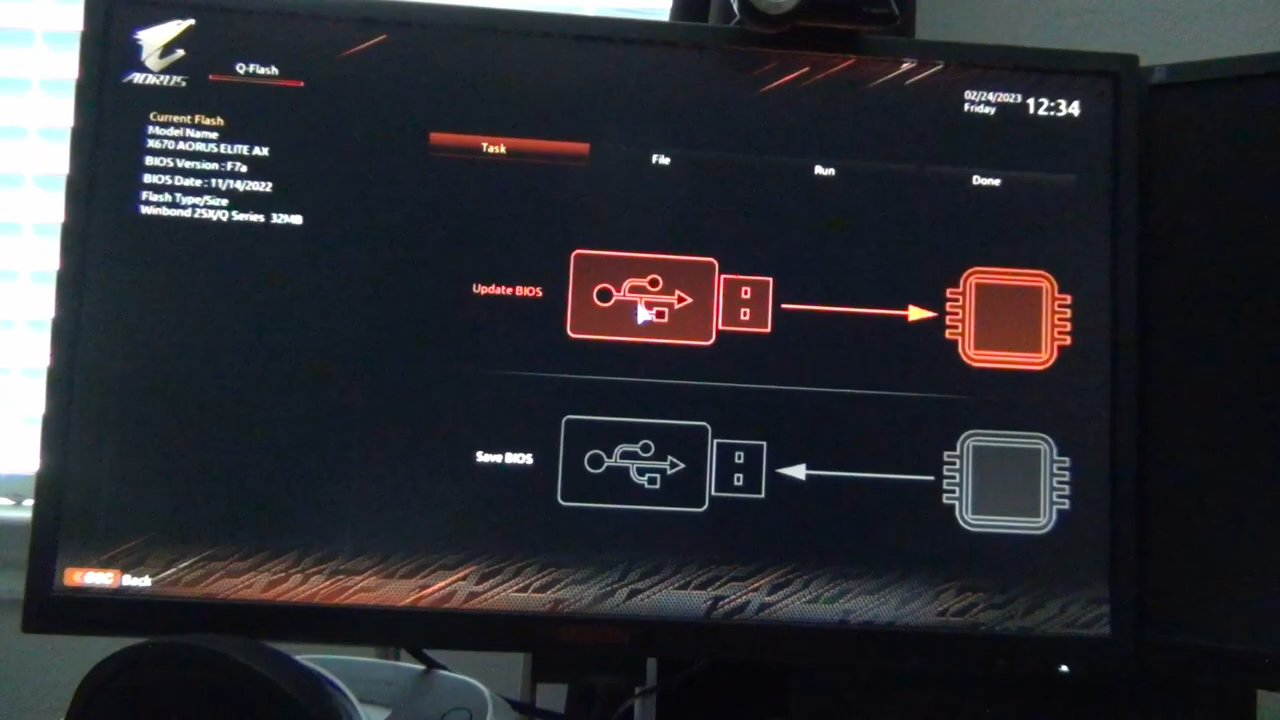 AORUS
Q-Flash
02/24/2023
Friday
12:34
Current Flash
Model Name
X670 AORUS ELITE AX
BIOS Version : F7a
BIOS Date : 11/14/2022
Flash Type/Size
Winbond 25X/Q Series 32MB
Task
File
Run
Done
Update BIOS
Save BIOS
ESC Back